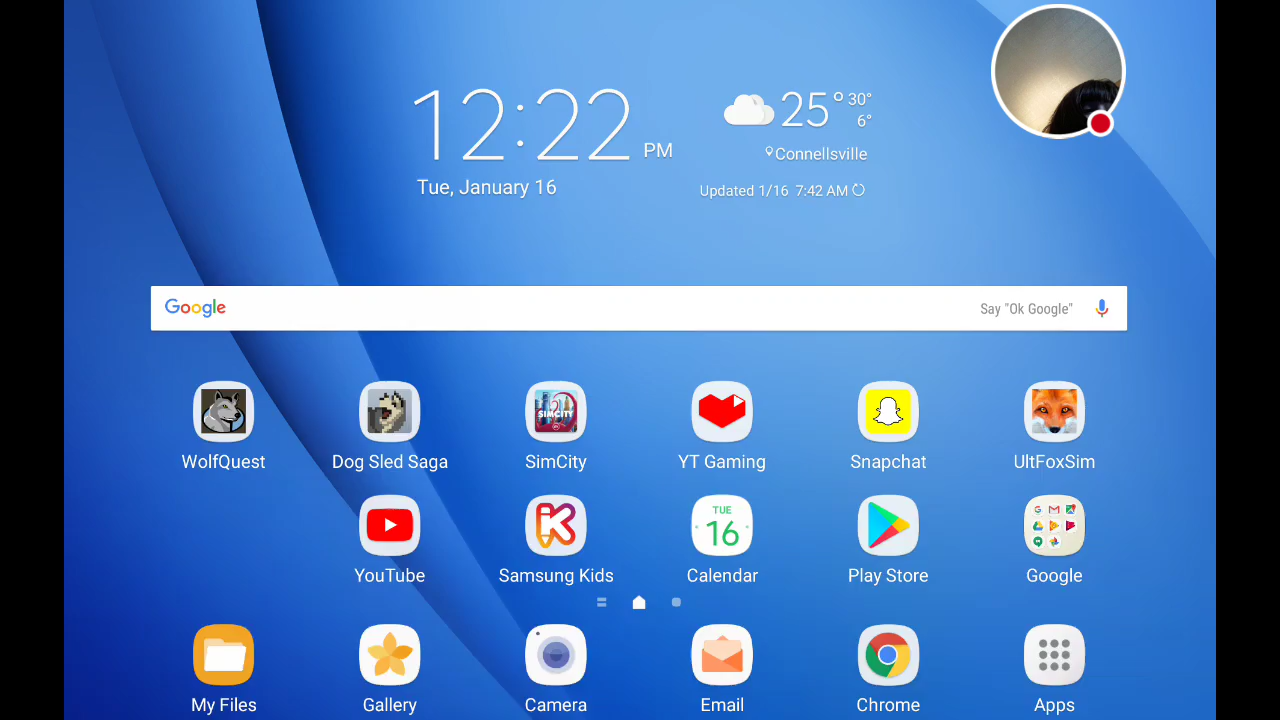 12:22 PM
Tue, January 16
25° 30°
6°
Connellsville
Updated 1/16 7:42 AM
Google Say "Ok Google"
SIMCITY
WolfQuest Dog Sled Saga SimCity YT Gaming Snapchat UltFoxSim
TUE
16
YouTube Samsung Kids Calendar Play Store Google
My Files Gallery Camera Email Chrome Apps